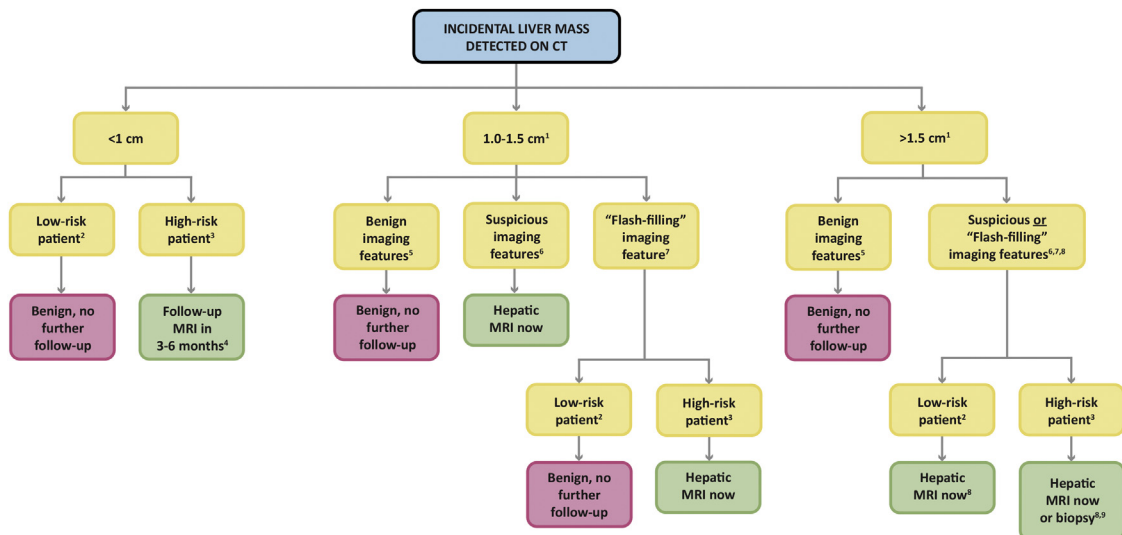 INCIDENTAL LIVER MASS
DETECTED ON CT
<1 cm
1.0-1.5 cm¹
>1.5 cm¹
Low-risk
patient²
High-risk
patient³
Benign
imaging
features⁵
Suspicious
imaging
features⁶
“Flash-filling”
imaging
feature⁷
Benign
imaging
features⁵
Suspicious or
“Flash-filling”
imaging features⁶,⁷,⁸
Benign, no
further
follow-up
Follow-up
MRI in
3-6 months⁴
Benign, no
further
follow-up
Hepatic
MRI now
Benign, no
further
follow-up
Low-risk
patient²
High-risk
patient³
Low-risk
patient²
High-risk
patient³
Benign, no
further
follow-up
Hepatic
MRI now
Hepatic
MRI now⁸
Hepatic
MRI now
or biopsy⁸,⁹